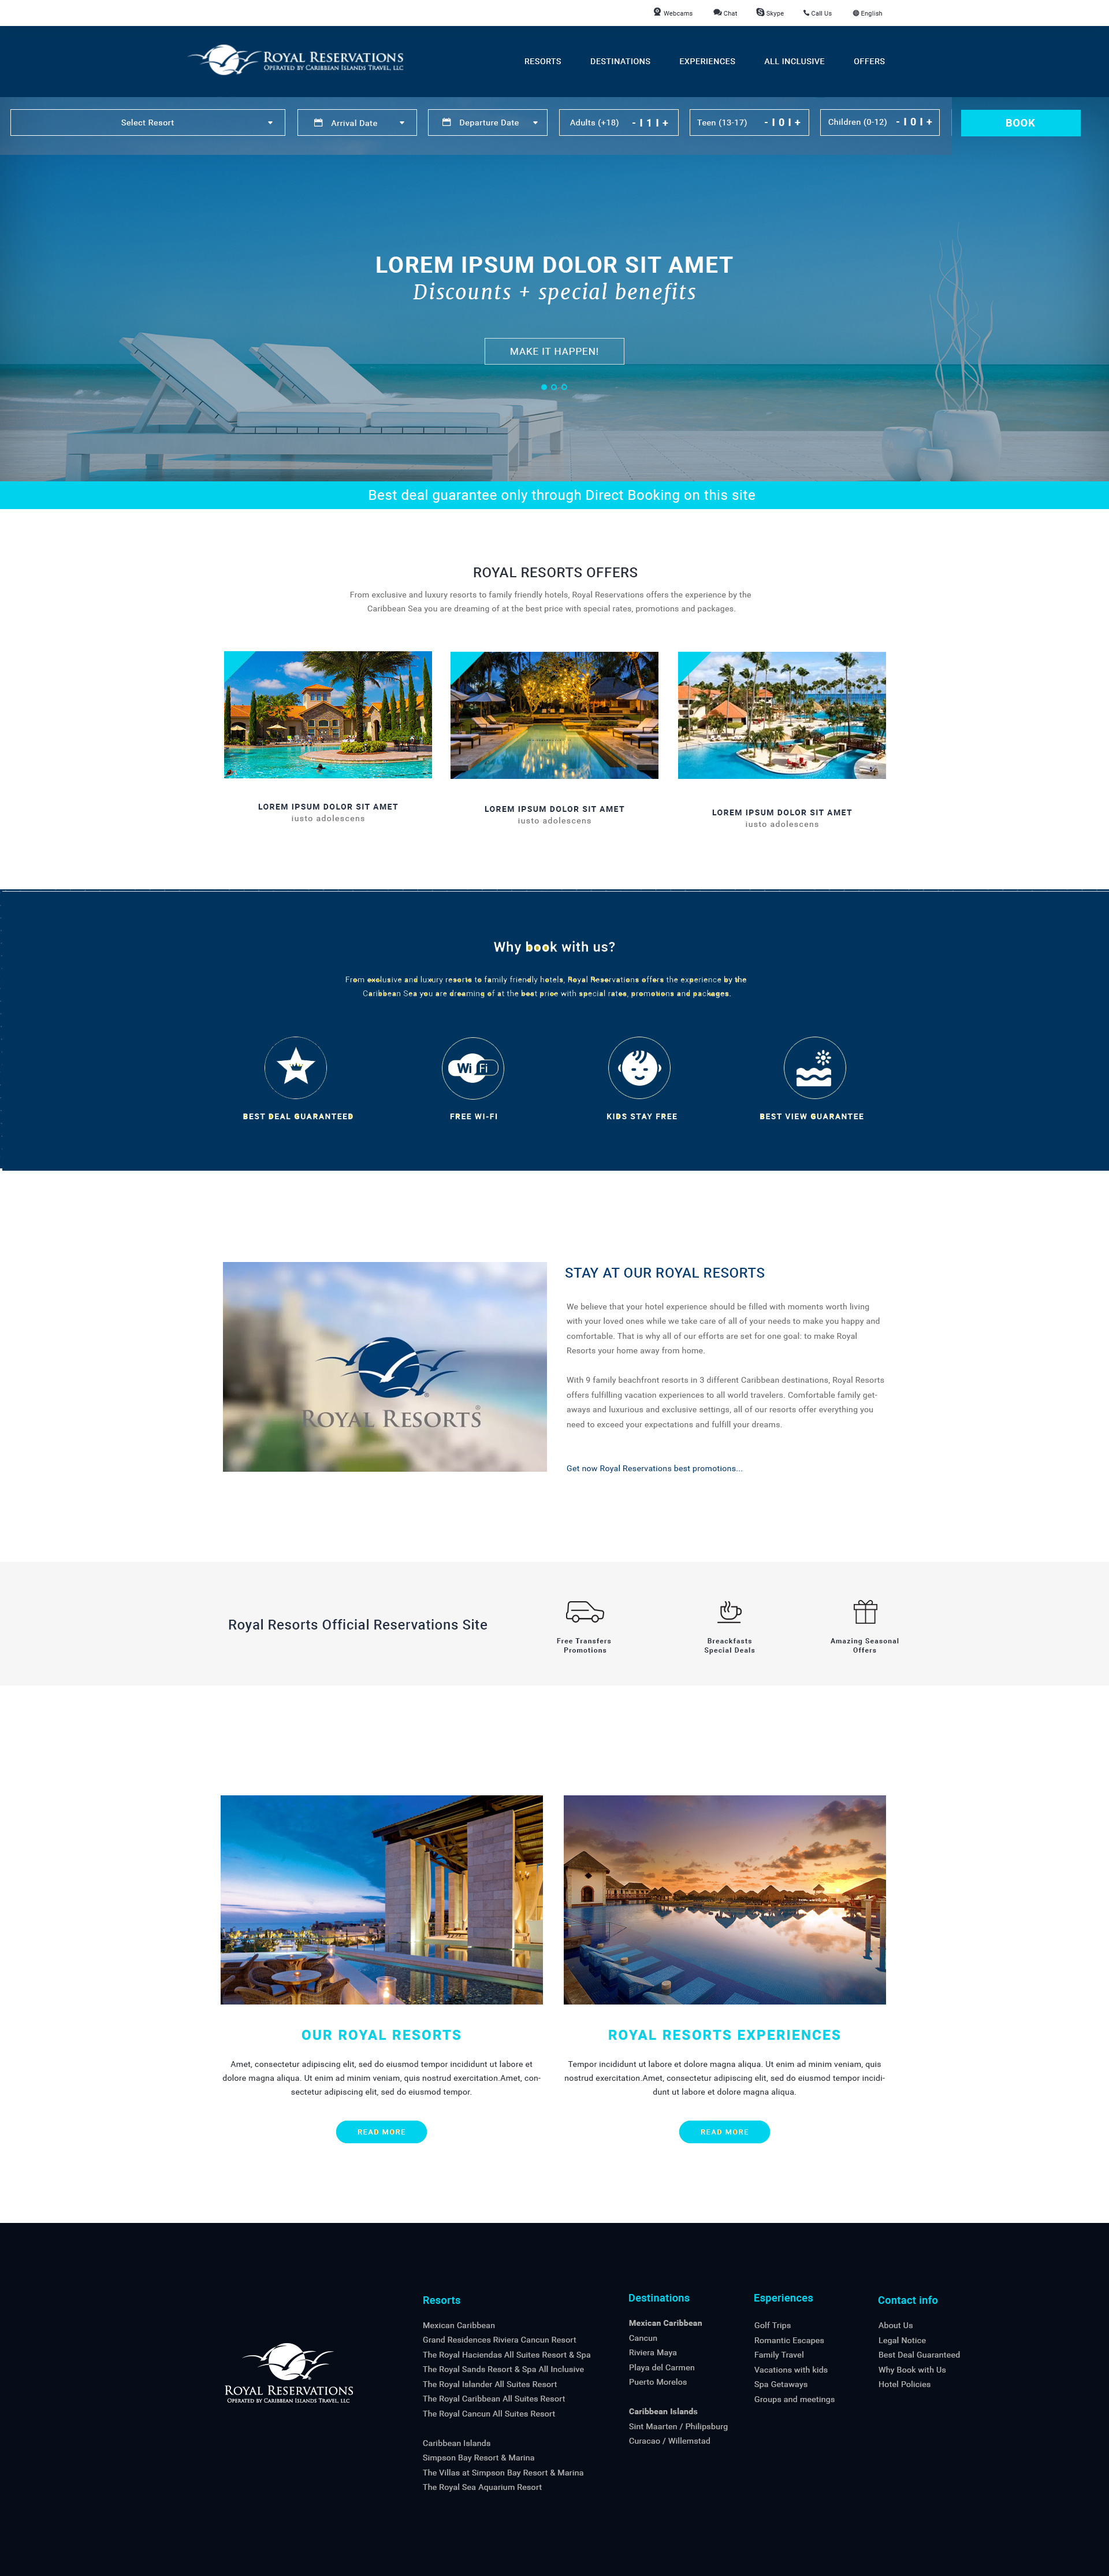 Webcams Chat Skype Call Us English
ROYAL RESERVATIONS
OPERATED BY CARIBBEAN ISLANDS TRAVEL, LLC
RESORTS DESTINATIONS EXPERIENCES ALL INCLUSIVE OFFERS
Select Resort Arrival Date Departure Date Adults (+18) - | 1 | + Teen (13-17) - | 0 | + Children (0-12) - | 0 | + BOOK
LOREM IPSUM DOLOR SIT AMET
Discounts + special benefits
MAKE IT HAPPEN!
Best deal guarantee only through Direct Booking on this site
ROYAL RESORTS OFFERS
From exclusive and luxury resorts to family friendly hotels, Royal Reservations offers the experience by the
Caribbean Sea you are dreaming of at the best price with special rates, promotions and packages.
LOREM IPSUM DOLOR SIT AMET
iusto adolescens
LOREM IPSUM DOLOR SIT AMET
iusto adolescens
LOREM IPSUM DOLOR SIT AMET
iusto adolescens
Why book with us?
From exclusive and luxury resorts to family friendly hotels, Royal Reservations offers the experience by the
Caribbean Sea you are dreaming of at the best price with special rates, promotions and packages.
Wi Fi
BEST DEAL GUARANTEED
FREE WI-FI
KIDS STAY FREE
BEST VIEW GUARANTEE
ROYAL RESORTS®
STAY AT OUR ROYAL RESORTS
We believe that your hotel experience should be filled with moments worth living
with your loved ones while we take care of all of your needs to make you happy and
comfortable. That is why all of our efforts are set for one goal: to make Royal
Resorts your home away from home.
With 9 family beachfront resorts in 3 different Caribbean destinations, Royal Resorts
offers fulfilling vacation experiences to all world travelers. Comfortable family get-
aways and luxurious and exclusive settings, all of our resorts offer everything you
need to exceed your expectations and fulfill your dreams.
Get now Royal Reservations best promotions...
Royal Resorts Official Reservations Site
Free Transfers
Promotions
Breackfasts
Special Deals
Amazing Seasonal
Offers
OUR ROYAL RESORTS
Amet, consectetur adipiscing elit, sed do eiusmod tempor incididunt ut labore et
dolore magna aliqua. Ut enim ad minim veniam, quis nostrud exercitation.Amet, con-
sectetur adipiscing elit, sed do eiusmod tempor.
READ MORE
ROYAL RESORTS EXPERIENCES
Tempor incididunt ut labore et dolore magna aliqua. Ut enim ad minim veniam, quis
nostrud exercitation.Amet, consectetur adipiscing elit, sed do eiusmod tempor incidi-
dunt ut labore et dolore magna aliqua.
READ MORE
ROYAL RESERVATIONS
OPERATED BY CARIBBEAN ISLANDS TRAVEL, LLC
Resorts
Mexican Caribbean
Grand Residences Riviera Cancun Resort
The Royal Haciendas All Suites Resort & Spa
The Royal Sands Resort & Spa All Inclusive
The Royal Islander All Suites Resort
The Royal Caribbean All Suites Resort
The Royal Cancun All Suites Resort
Caribbean Islands
Simpson Bay Resort & Marina
The Villas at Simpson Bay Resort & Marina
The Royal Sea Aquarium Resort
Destinations
Mexican Caribbean
Cancun
Riviera Maya
Playa del Carmen
Puerto Morelos
Caribbean Islands
Sint Maarten / Philipsburg
Curacao / Willemstad
Esperiences
Golf Trips
Romantic Escapes
Family Travel
Vacations with kids
Spa Getaways
Groups and meetings
Contact info
About Us
Legal Notice
Best Deal Guaranteed
Why Book with Us
Hotel Policies